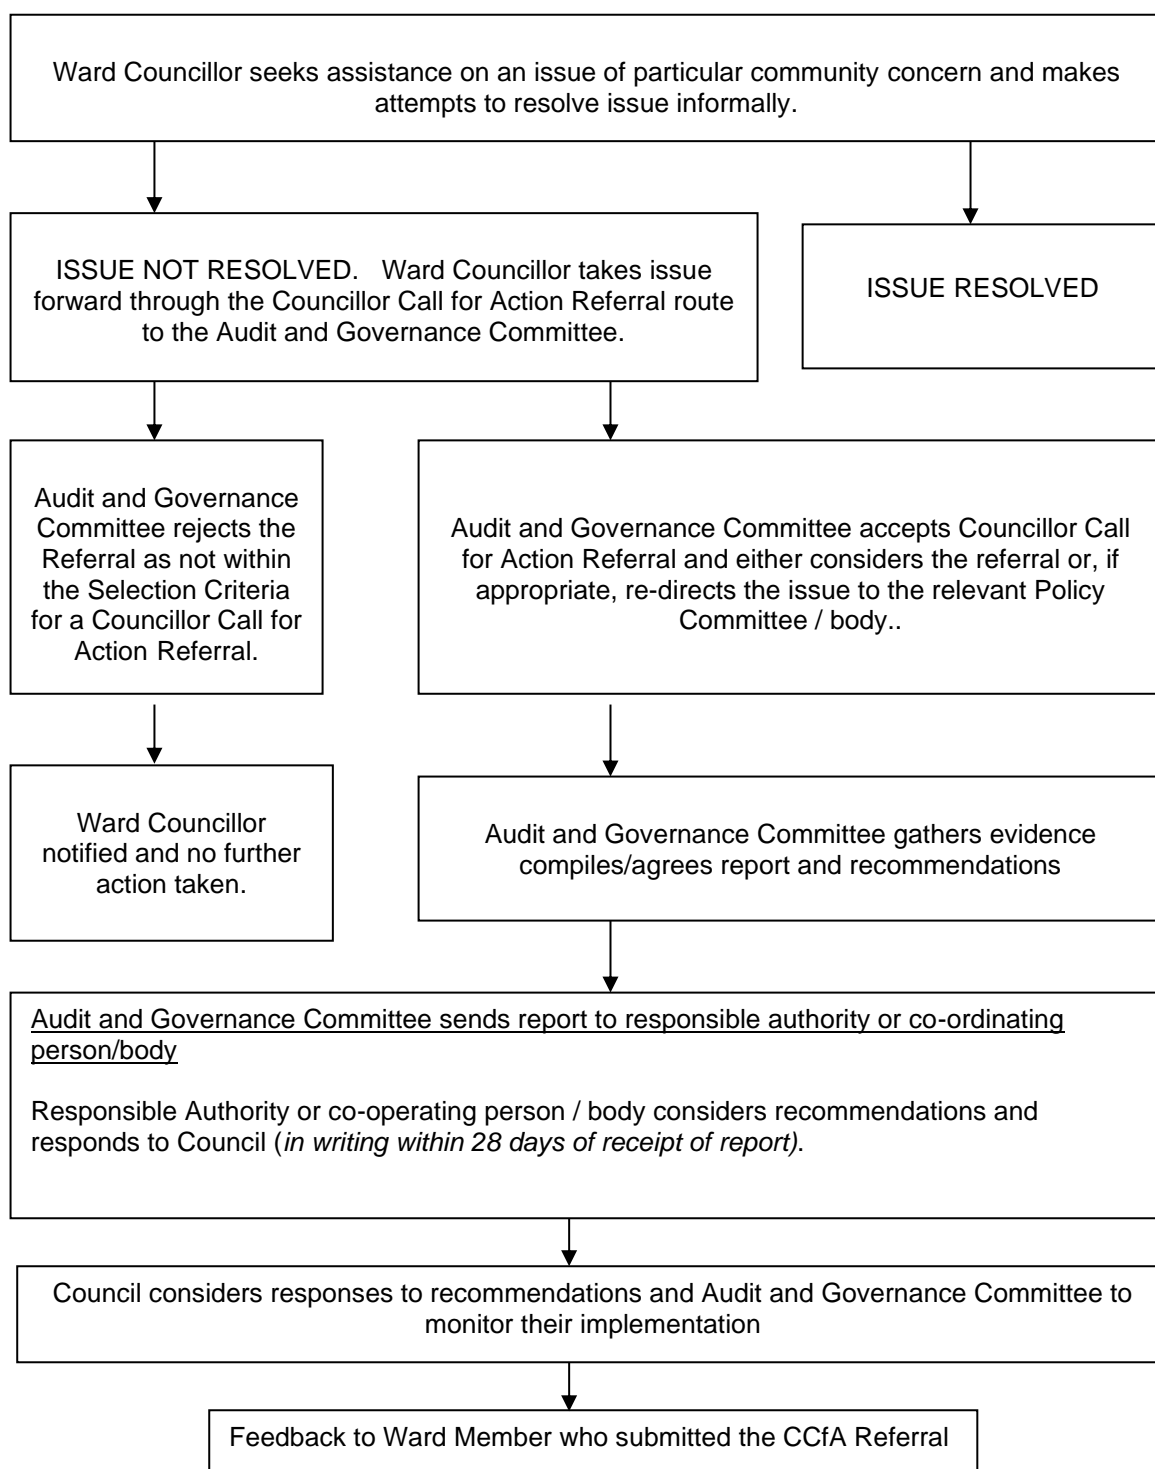 Ward Councillor seeks assistance on an issue of particular community concern and makes
attempts to resolve issue informally.
ISSUE NOT RESOLVED.   Ward Councillor takes issue
forward through the Councillor Call for Action Referral route
to the Audit and Governance Committee.
ISSUE RESOLVED
Audit and Governance
Committee rejects the
Referral as not within
the Selection Criteria
for a Councillor Call for
Action Referral.
Audit and Governance Committee accepts Councillor Call
for Action Referral and either considers the referral or, if
appropriate, re-directs the issue to the relevant Policy
Committee / body..
Ward Councillor
notified and no further
action taken.
Audit and Governance Committee gathers evidence
compiles/agrees report and recommendations
Audit and Governance Committee sends report to responsible authority or co-ordinating
person/body
Responsible Authority or co-operating person / body considers recommendations and
responds to Council (in writing within 28 days of receipt of report).
Council considers responses to recommendations and Audit and Governance Committee to
monitor their implementation
Feedback to Ward Member who submitted the CCfA Referral